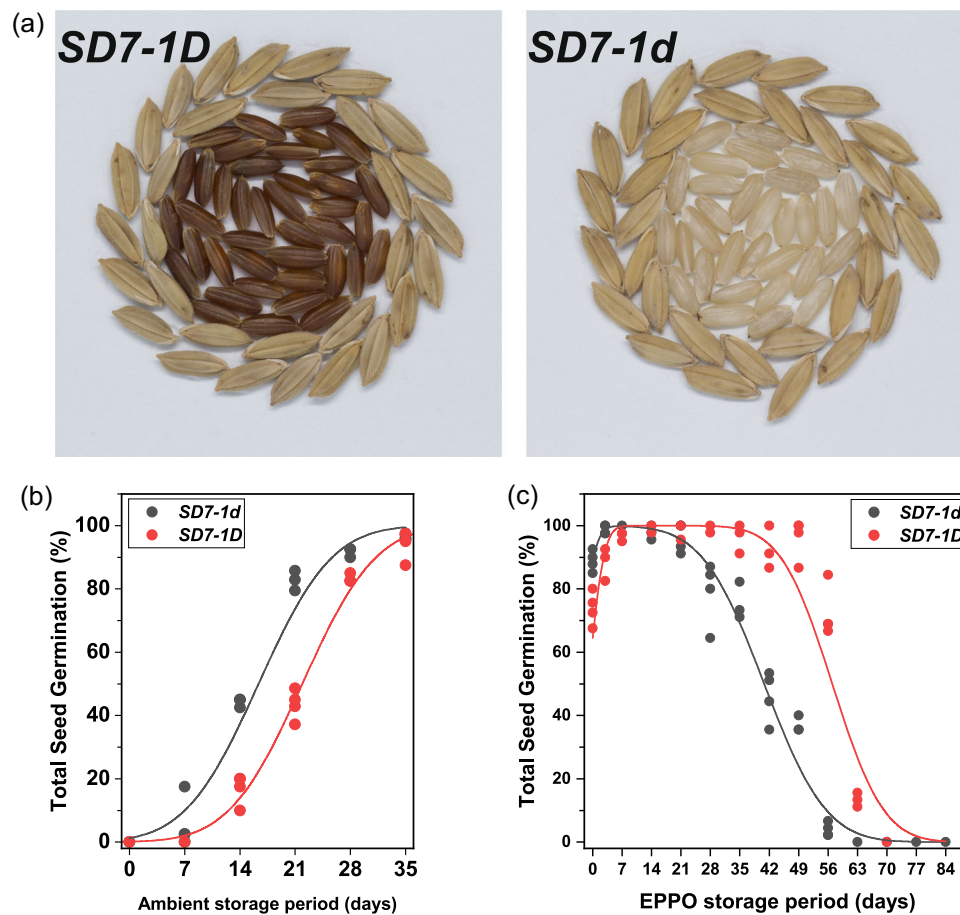 (a)
SD7-1D
SD7-1d
(b)
SD7-1d
SD7-1D
Total Seed Germination (%)
100
80
60
40
20
0
0 7 14 21 28 35
Ambient storage period (days)
(c)
SD7-1d
SD7-1D
Total Seed Germination (%)
100
80
60
40
20
0
0 7 14 21 28 35 42 49 56 63 70 77 84
EPPO storage period (days)